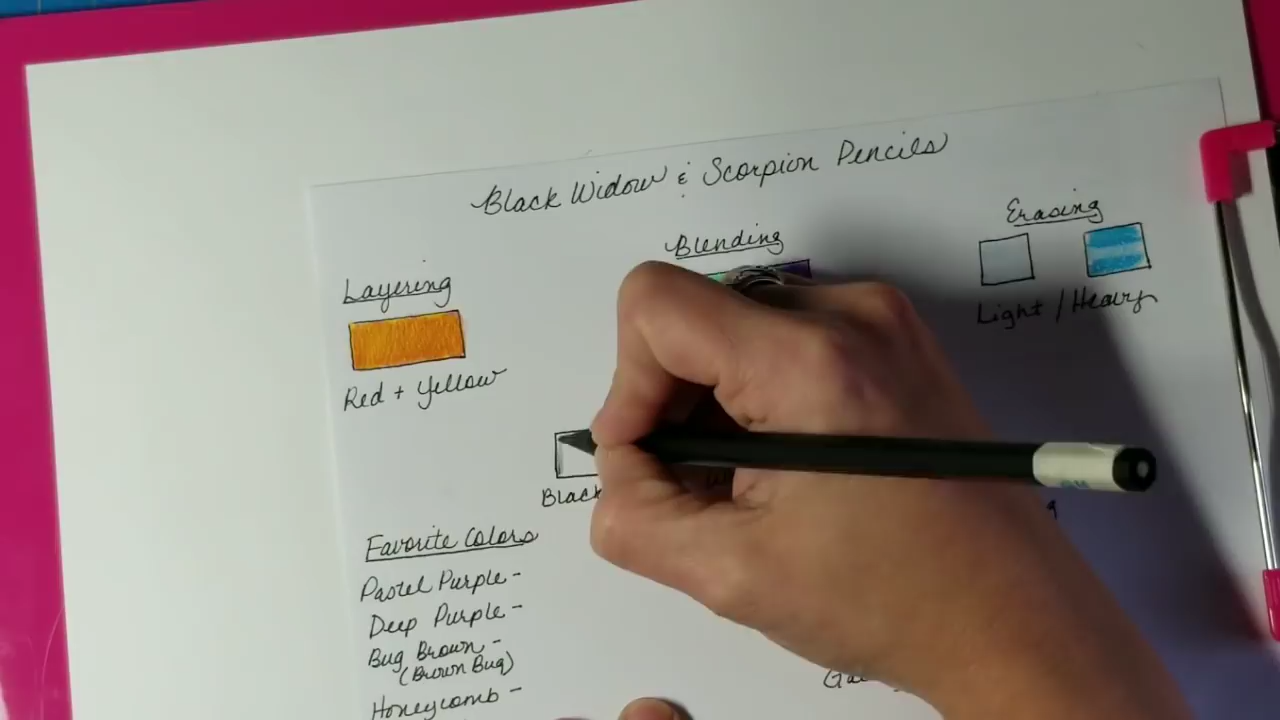 Black Widow & Scorpion Pencils
Layering
Blending
Erasing
Red + Yellow
Light / Heavy
Black
Favorite Colors
Pastel Purple -
Deep Purple -
Bug Brown -
(Brown Bug)
Honeycomb -